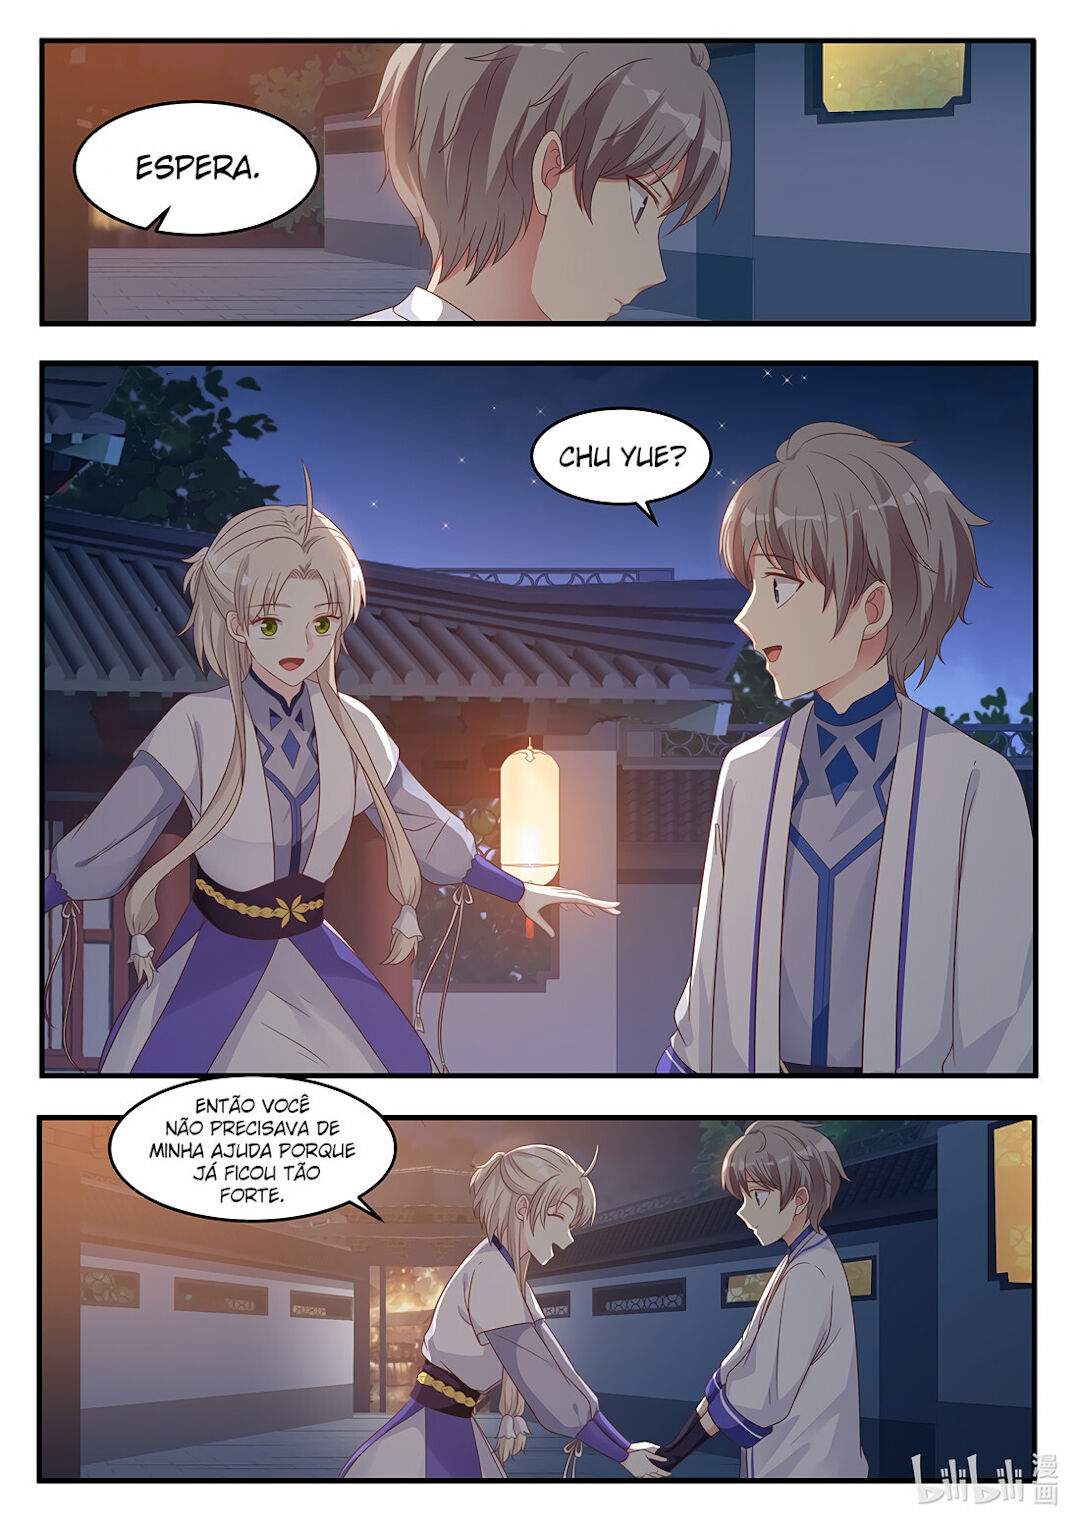 ESPERA.
CHU YUE?
ENTÃO VOCÊ
NÃO PRECISAVA DE
MINHA AJUDA PORQUE
JÁ FICOU TÃO
FORTE.
bilibili 漫画